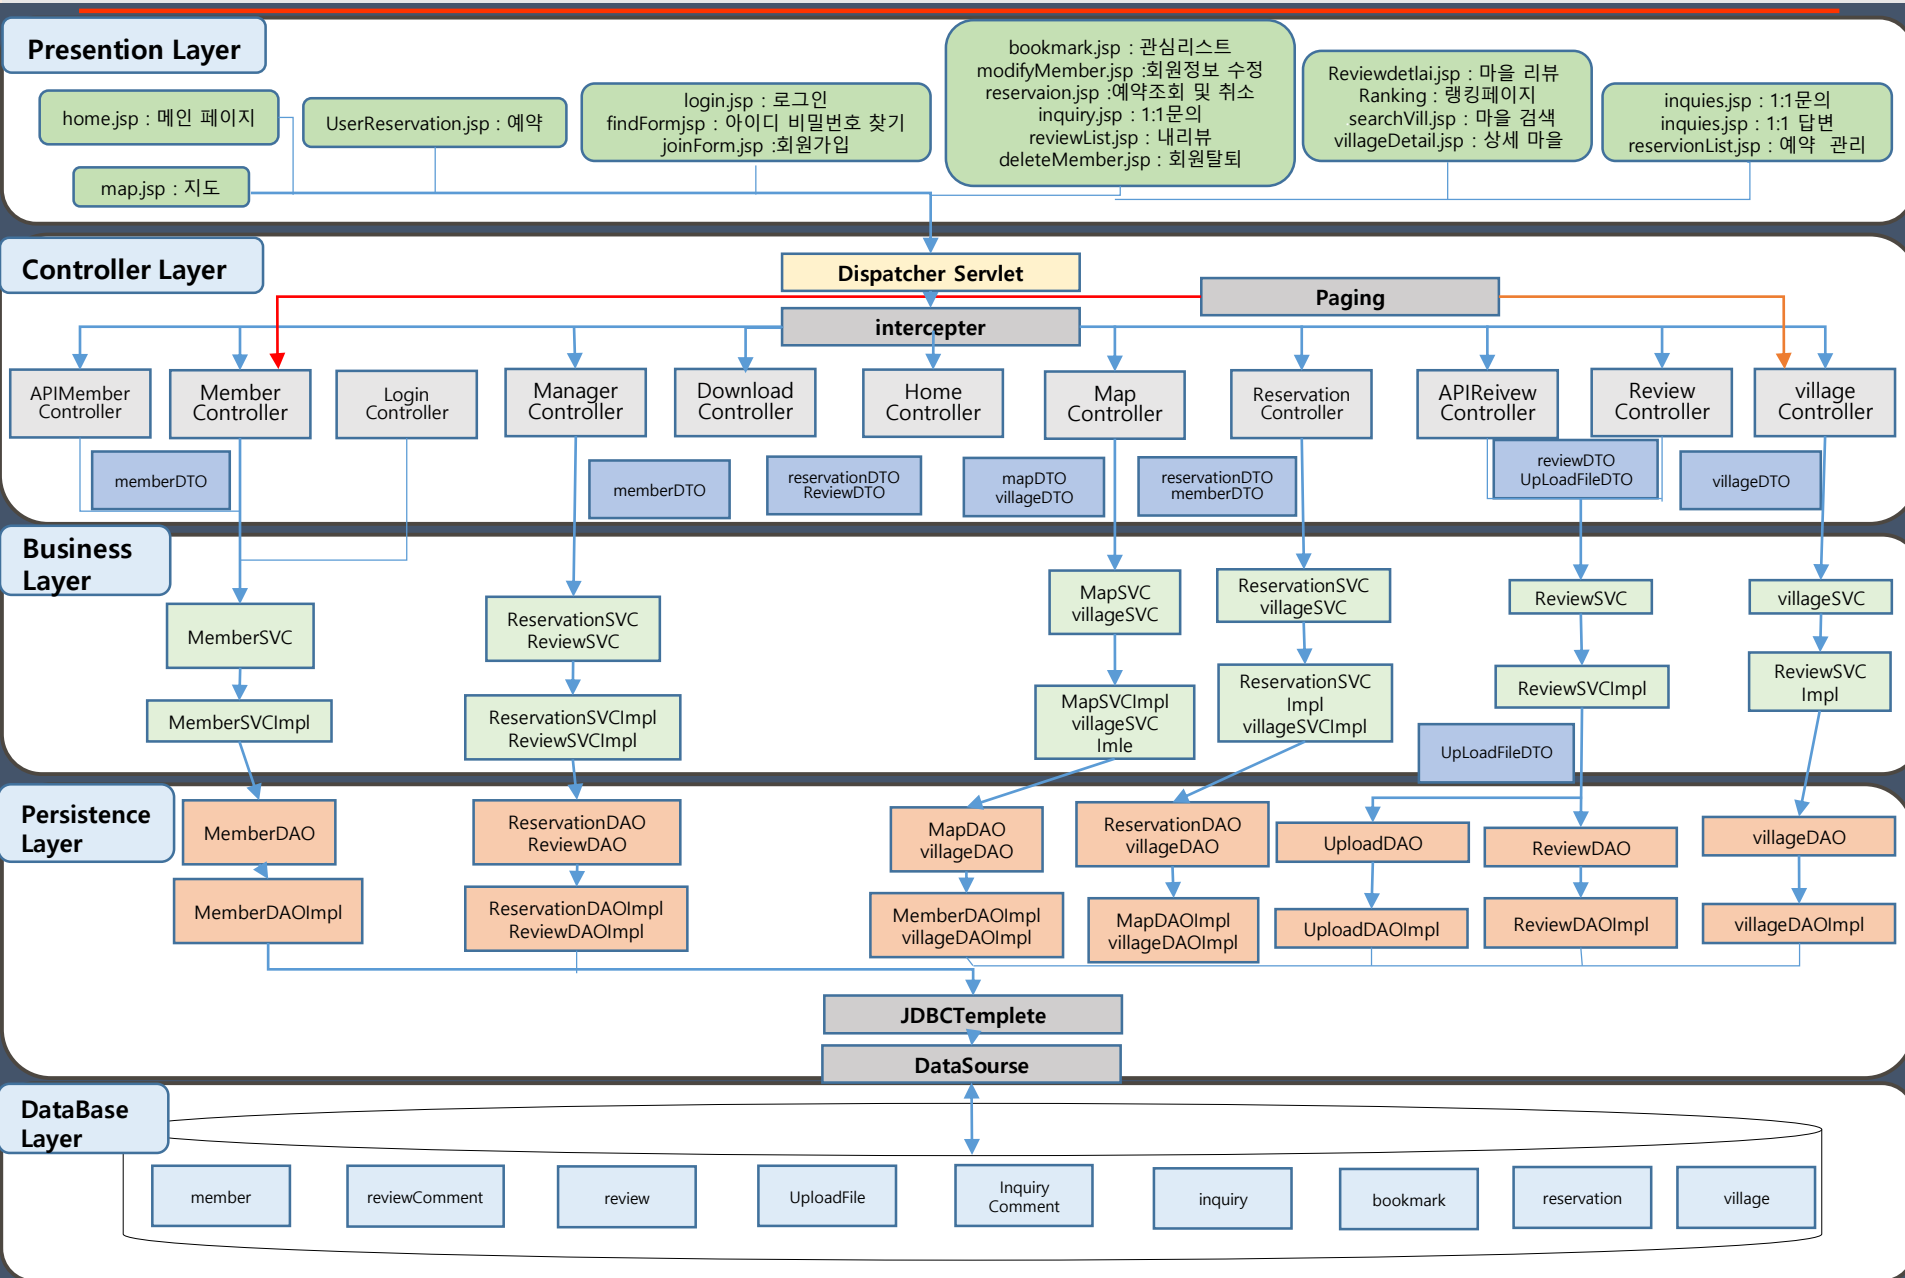 Presention Layer
home.jsp : 메인 페이지
map.jsp : 지도
UserReservation.jsp : 예약
login.jsp : 로그인
findFormjsp : 아이디 비밀번호 찾기
joinForm.jsp :회원가입
bookmark.jsp : 관심리스트
modifyMember.jsp :회원정보 수정
reservaion.jsp :예약조회 및 취소
inquiry.jsp : 1:1문의
reviewList.jsp : 내리뷰
deleteMember.jsp : 회원탈퇴
Reviewdetlai.jsp : 마을 리뷰
Ranking : 랭킹페이지
searchVill.jsp : 마을 검색
villageDetail.jsp : 상세 마을
inquies.jsp : 1:1문의
inquies.jsp : 1:1 답변
reservionList.jsp : 예약 관리
Controller Layer
Dispatcher Servlet
Paging
intercepter
APIMember
Controller
Member
Controller
Login
Controller
Manager
Controller
Download
Controller
Home
Controller
Map
Controller
Reservation
Controller
APIReivew
Controller
Review
Controller
village
Controller
memberDTO
memberDTO
reservationDTO
ReviewDTO
mapDTO
villageDTO
reservationDTO
memberDTO
reviewDTO
UpLoadFileDTO
villageDTO
Business
Layer
MemberSVC
ReservationSVC
ReviewSVC
MapSVC
villageSVC
ReservationSVC
villageSVC
ReviewSVC
villageSVC
MemberSVCImpl
ReservationSVCImpl
ReviewSVCImpl
MapSVCImpl
villageSVC
Imle
ReservationSVC
Impl
villageSVCImpl
ReviewSVCImpl
ReviewSVC
Impl
UpLoadFileDTO
Persistence
Layer
MemberDAO
ReservationDAO
ReviewDAO
MapDAO
villageDAO
ReservationDAO
villageDAO
UploadDAO
ReviewDAO
villageDAO
MemberDAOImpl
ReservationDAOImpl
ReviewDAOImpl
MemberDAOImpl
villageDAOImpl
MapDAOImpl
villageDAOImpl
UploadDAOImpl
ReviewDAOImpl
villageDAOImpl
JDBCTemplete
DataSourse
DataBase
Layer
member
reviewComment
review
UploadFile
Inquiry
Comment
inquiry
bookmark
reservation
village